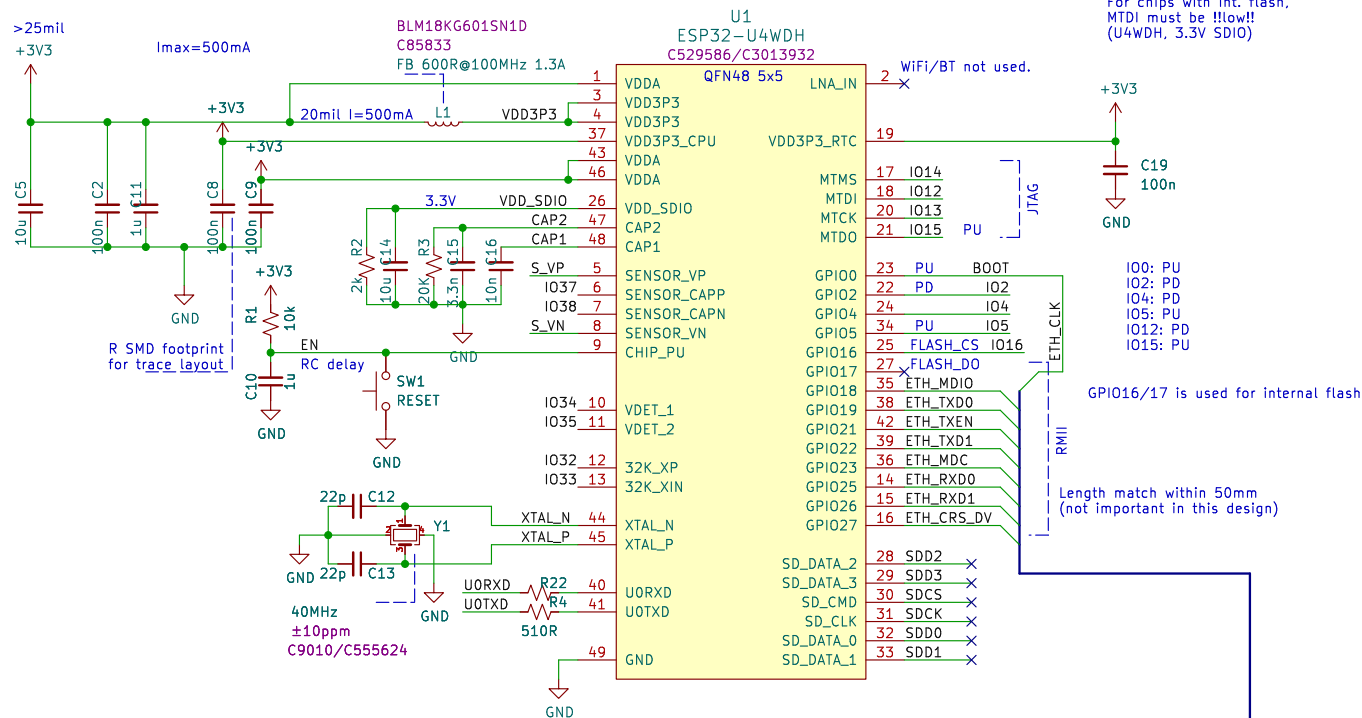 For chips with int. flash,
MTDI must be !!low!!
(U4WDH, 3.3V SDIO)
>25mil
+3V3
Imax=500mA
BLM18KG601SN1D
C85833
FB 600R@100MHz 1.3A
U1
ESP32-U4WDH
C529586/C3013932
QFN48 5x5
WiFi/BT not used.
20mil I=500mA
L1
VDD3P3
+3V3
+3V3
C5
10u
C2
100n
C11
1u
C8
100n
C9
100n
GND
R SMD footprint
for trace layout
+3V3
R1
10k
EN
RC delay
C10
1u
GND
SW1
RESET
GND
3.3V
VDD_SDIO
CAP2
CAP1
R2
2k
C14
10u
R3
20K
C15
3.3n
C16
10n
GND
S_VP
IO37
IO38
S_VN
IO34
IO35
IO32
IO33
22p
C12
Y1
1
2
3
4
22p
C13
GND
GND
XTAL_N
XTAL_P
40MHz
±10ppm
C9010/C555624
U0RXD
R22
U0TXD
R4
510R
GND
1 VDDA
3 VDD3P3
4 VDD3P3
37 VDD3P3_CPU
43 VDDA
46 VDDA
26 VDD_SDIO
47 CAP2
48 CAP1
5 SENSOR_VP
6 SENSOR_CAPP
7 SENSOR_CAPN
8 SENSOR_VN
9 CHIP_PU
10 VDET_1
11 VDET_2
12 32K_XP
13 32K_XIN
44 XTAL_N
45 XTAL_P
40 U0RXD
41 U0TXD
49 GND
LNA_IN 2
VDD3P3_RTC 19
MTMS 17 IO14
MTDI 18 IO12
MTCK 20 IO13
MTDO 21 IO15 PU
GPIO0 23 PU BOOT
GPIO2 22 PD IO2
GPIO4 24 IO4
GPIO5 34 PU IO5
GPIO16 25 FLASH_CS IO16
GPIO17 27 FLASH_DO
GPIO18 35 ETH_MDIO
GPIO19 38 ETH_TXD0
GPIO21 42 ETH_TXEN
GPIO22 39 ETH_TXD1
GPIO23 36 ETH_MDC
GPIO25 14 ETH_RXD0
GPIO26 15 ETH_RXD1
GPIO27 16 ETH_CRS_DV
SD_DATA_2 28 SDD2
SD_DATA_3 29 SDD3
SD_CMD 30 SDCS
SD_CLK 31 SDCK
SD_DATA_0 32 SDD0
SD_DATA_1 33 SDD1
+3V3
C19
100n
GND
JTAG
ETH_CLK
RMII
IO0: PU
IO2: PD
IO4: PD
IO5: PU
IO12: PD
IO15: PU
GPIO16/17 is used for internal flash
Length match within 50mm
(not important in this design)